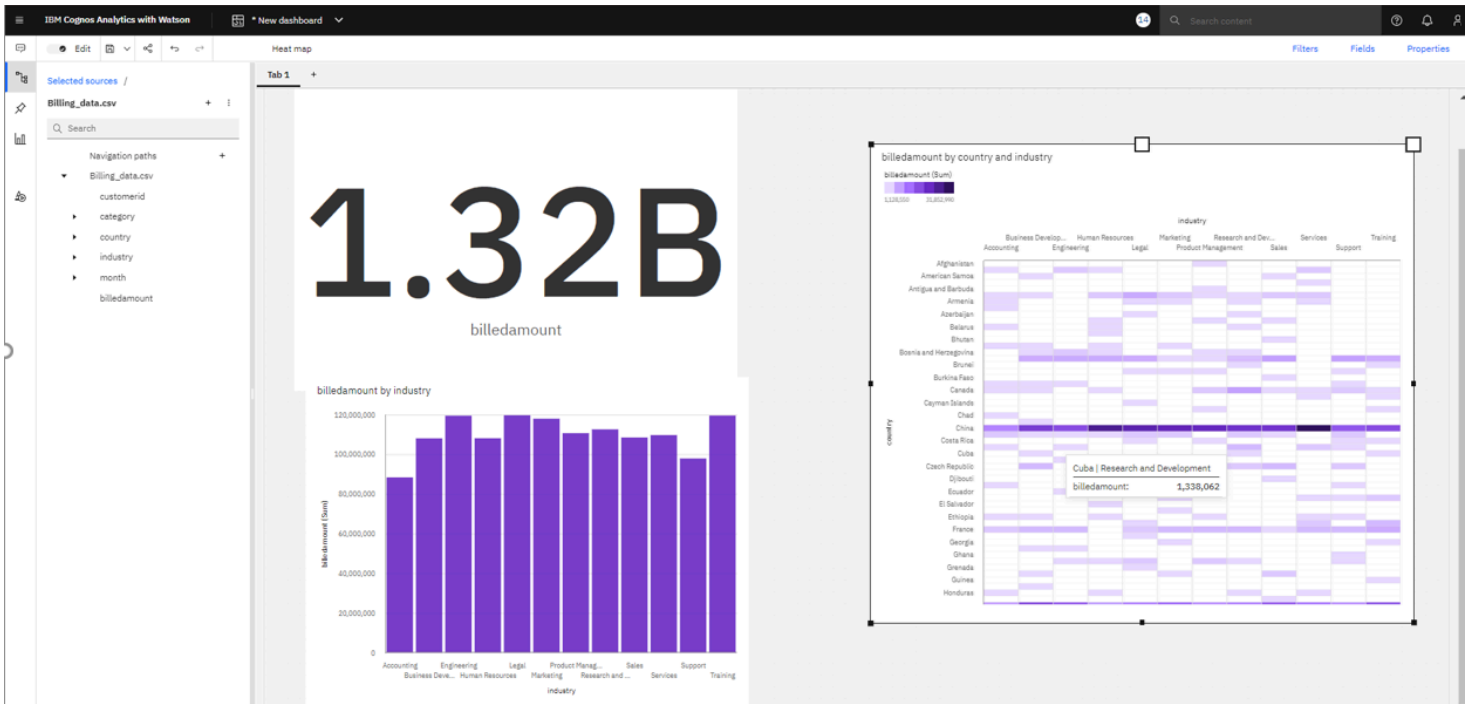 IBM Cognos Analytics with Watson
* New dashboard
14
Search content
Edit
Heat map
Filters
Fields
Properties
Selected sources /
Tab 1
+
Billing_data.csv
+
Search
Navigation paths
+
Billing_data.csv
customerid
category
country
industry
month
billedamount
1.32B
billedamount
billedamount by industry
120,000,000
100,000,000
80,000,000
60,000,000
40,000,000
20,000,000
0
billedamount (Sum)
Accounting
Engineering
Legal
Product Manag...
Sales
Support
Business Deve...
Human Resources
Marketing
Research and ...
Services
Training
industry
billedamount by country and industry
billedamount (Sum)
industry
Business Develop...
Human Resources
Marketing
Research and Dev...
Services
Training
Accounting
Engineering
Legal
Product Management
Sales
Support
country
Afghanistan
American Samoa
Antigua and Barbuda
Armenia
Azerbaijan
Belarus
Bhutan
Bosnia and Herzegovina
Brunei
Burkina Faso
Canada
Cayman Islands
Chad
China
Costa Rica
Cuba
Czech Republic
Djibouti
Ecuador
El Salvador
Ethiopia
France
Georgia
Ghana
Grenada
Guinea
Honduras
Cuba | Research and Development
billedamount: 1,338,062